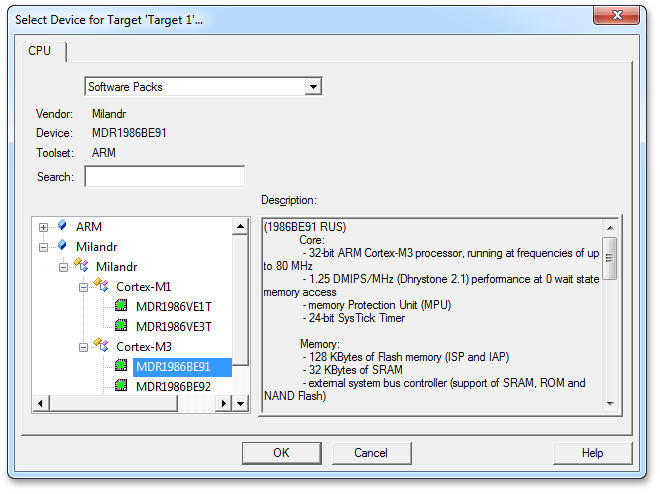 Select Device for Target 'Target 1'...
CPU
Software Packs
Vendor: Milandr
Device: MDR1986BE91
Toolset: ARM
Search:
Description:
ARM
Milandr
Milandr
Cortex-M1
MDR1986VE1T
MDR1986VE3T
Cortex-M3
MDR1986BE91
MDR1986BE92
(1986BE91 RUS)
Core:
- 32-bit ARM Cortex-M3 processor, running at frequencies of up
to 80 MHz
- 1.25 DMIPS/MHz (Dhrystone 2.1) performance at 0 wait state
memory access
- memory Protection Unit (MPU)
- 24-bit SysTick Timer
Memory:
- 128 KBytes of Flash memory (ISP and IAP)
- 32 KBytes of SRAM
- external system bus controller (support of SRAM, ROM and
NAND Flash)
OK
Cancel
Help